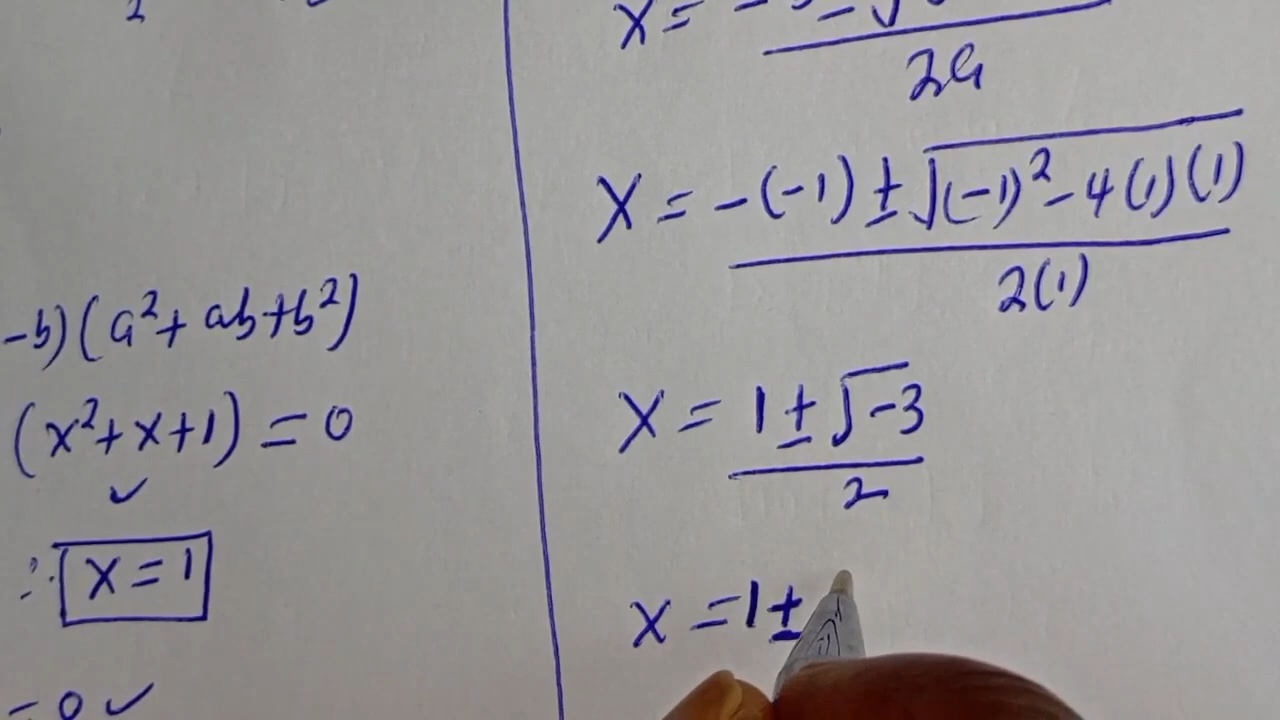 -b)(a²+ab+b²)
(x²+x+1)=0
✓
∴ x=1
=0 ✓
x=
2a
x = -(-1) ± √(-1)²-4(1)(1)
2(1)
x = 1 ± √-3
2
x = 1 ±